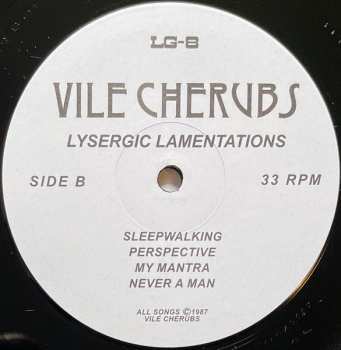 LG-8
VILE CHERUBS
LYSERGIC LAMENTATIONS
SIDE B
33 RPM
SLEEPWALKING
PERSPECTIVE
MY MANTRA
NEVER A MAN
ALL SONGS ©1987
VILE CHERUBS